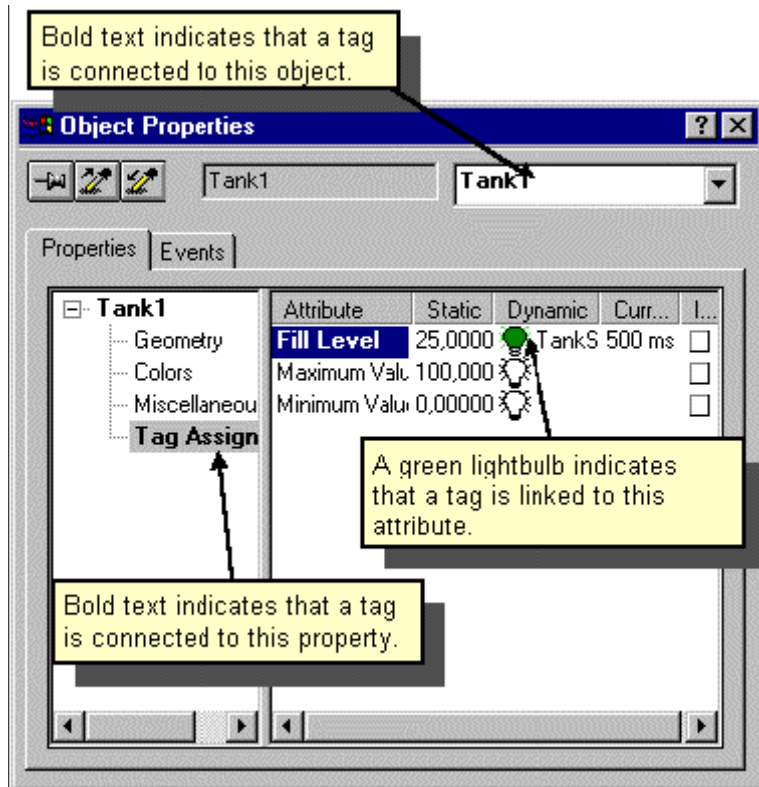 Bold text indicates that a tag
is connected to this object.
Object Properties
Tank1 Tank1
Properties Events
Tank1
Geometry
Colors
Miscellaneou
Tag Assign
Attribute Static Dynamic Curr... I...
Fill Level 25,0000 TankS 500 ms
Maximum Valu 100,000
Minimum Valu 0,00000
A green lightbulb indicates
that a tag is linked to this
attribute.
Bold text indicates that a tag
is connected to this property.